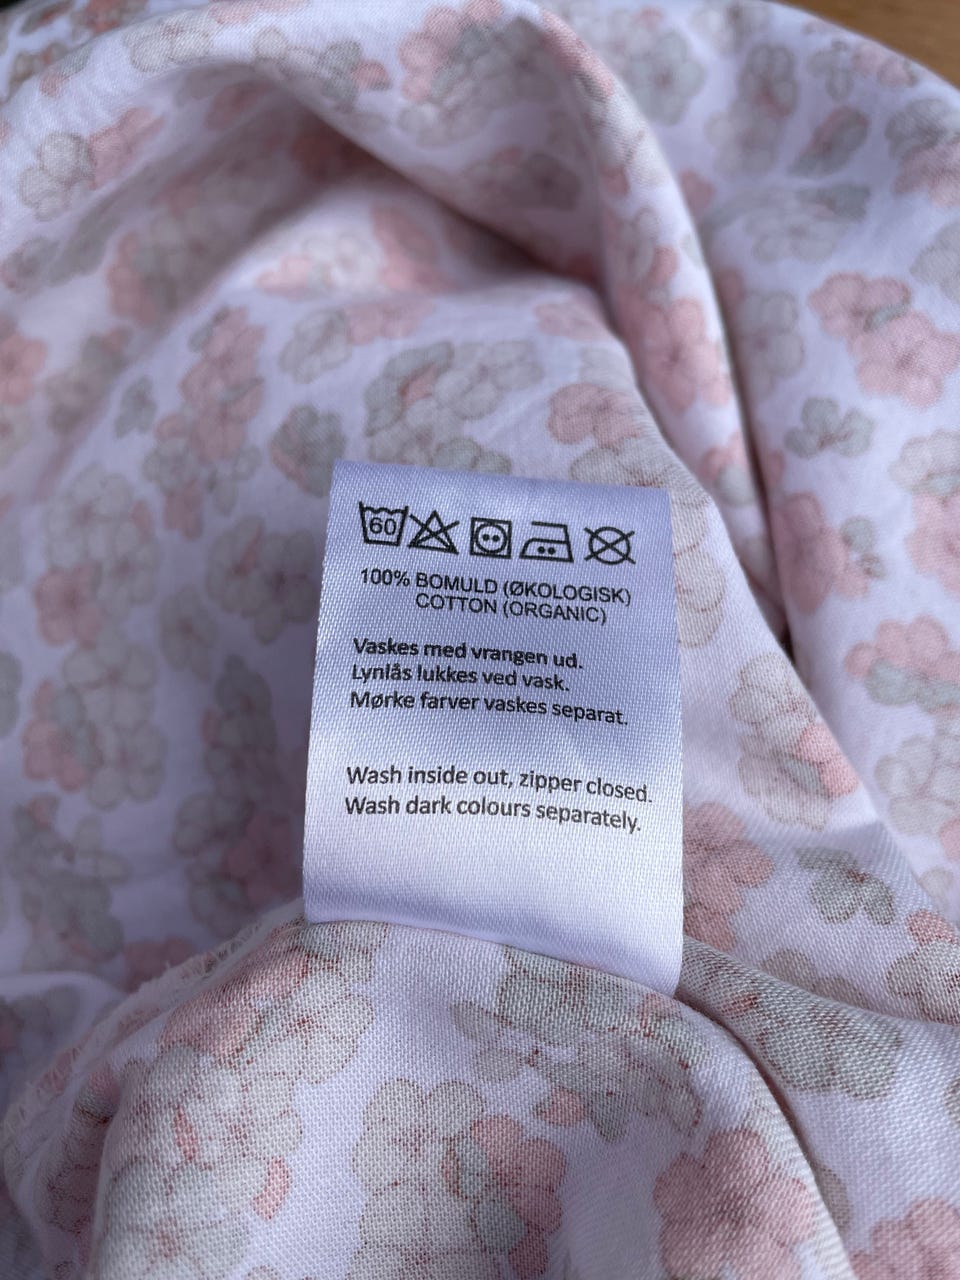 60
100% BOMULD (ØKOLOGISK)
COTTON (ORGANIC)
Vaskes med vrangen ud.
Lynlås lukkes ved vask.
Mørke farver vaskes separat.
Wash inside out, zipper closed.
Wash dark colours separately.